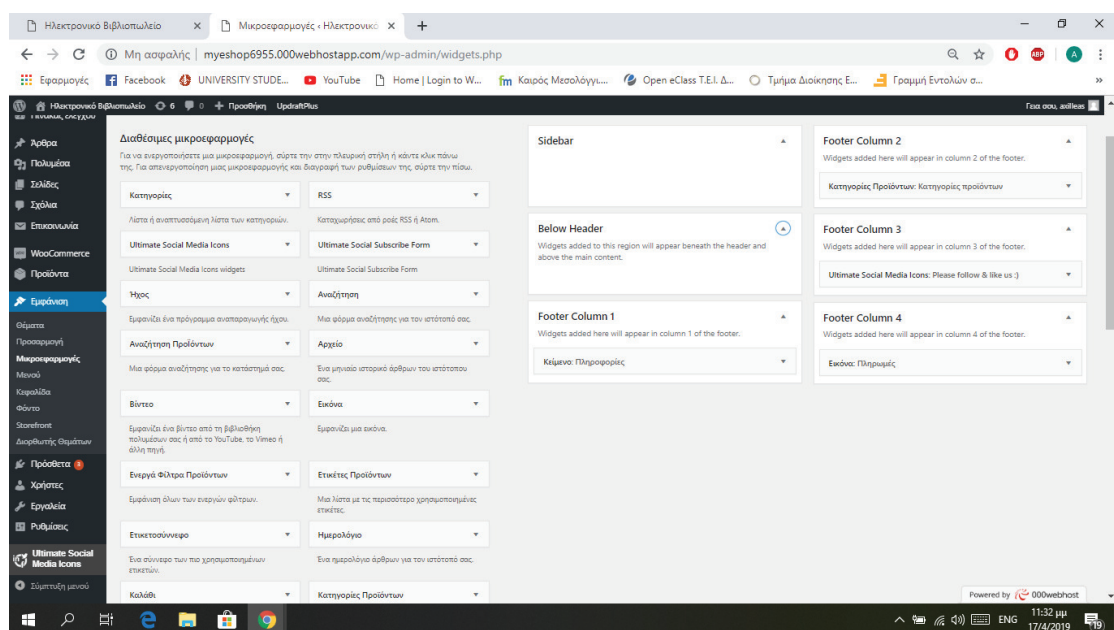 Ηλεκτρονικό Βιβλιοπωλείο
Μικροεφαρμογές ‹ Ηλεκτρονικό
Μη ασφαλής | myeshop6955.000webhostapp.com/wp-admin/widgets.php
Εφαρμογές Facebook UNIVERSITY STUDE... YouTube Home | Login to W... Καιρός Μεσολόγγι.... Open eClass Τ.Ε.Ι. Δ... Τμήμα Διοίκησης Ε... Γραμμή Εντολών σ... »
Ηλεκτρονικό Βιβλιοπωλείο 6 0 Προσθήκη UpdraftPlus Γεια σου, axilleas
Πίνακας ελέγχου
Άρθρα
Πολυμέσα
Σελίδες
Σχόλια
Επικοινωνία
WooCommerce
Προϊόντα
Εμφάνιση
Θέματα
Προσαρμογή
Μικροεφαρμογές
Μενού
Κεφαλίδα
Φόντο
Storefront
Διορθωτής Θεμάτων
Πρόσθετα
Χρήστες
Εργαλεία
Ρυθμίσεις
Ultimate Social
Media Icons
Σύμπτυξη μενού
Διαθέσιμες μικροεφαρμογές
Για να ενεργοποιήσετε μια μικροεφαρμογή, σύρτε την στην πλευρική στήλη ή κάντε κλικ πάνω
της. Για απενεργοποίηση μιας μικροεφαρμογής και διαγραφή των ρυθμίσεων της, σύρτε την πίσω.
Κατηγορίες
Λίστα ή αναπτυσσόμενη λίστα των κατηγοριών.
RSS
Καταχωρήσεις από ροές RSS ή Atom.
Ultimate Social Media Icons
Ultimate Social Media Icons widgets
Ultimate Social Subscribe Form
Ultimate Social Subscribe Form
Ήχος
Εμφανίζει ένα πρόγραμμα αναπαραγωγής ήχου.
Αναζήτηση
Μια φόρμα αναζήτησης για τον ιστότοπό σας.
Αναζήτηση Προΐόντων
Μια φόρμα αναζήτησης για το κατάστημά σας.
Αρχείο
Ένα μηνιαίο ιστορικό άρθρων του ιστότοπου
σας.
Βίντεο
Εμφανίζει ένα βίντεο από τη βιβλιοθήκη
πολυμέσων σας ή από το YouTube, το Vimeo ή
άλλη πηγή.
Εικόνα
Εμφανίζει μια εικόνα.
Ενεργά Φίλτρα Προϊόντων
Εμφάνιση όλων των ενεργών φίλτρων.
Ετικέτες Προϊόντων
Μια λίστα με τις περισσότερο χρησιμοποιημένες
ετικέτες.
Ετικετοσύννεφο
Ένα σύννεφο των πιο χρησιμοποιημένων
ετικετών.
Ημερολόγιο
Ένα ημερολόγιο άρθρων για τον ιστότοπό σας.
Καλάθι
Κατηγορίες Προϊόντων
Sidebar
Below Header
Widgets added to this region will appear beneath the header and
above the main content.
Footer Column 1
Widgets added here will appear in column 1 of the footer.
Κείμενο: Πληροφορίες
Footer Column 2
Widgets added here will appear in column 2 of the footer.
Κατηγορίες Προϊόντων: Κατηγορίες προϊόντων
Footer Column 3
Widgets added here will appear in column 3 of the footer.
Ultimate Social Media Icons: Please follow & like us :)
Footer Column 4
Widgets added here will appear in column 4 of the footer.
Εικόνα: Πληρωμές
Powered by 000webhost
ENG
11:32 μμ
17/4/2019
19